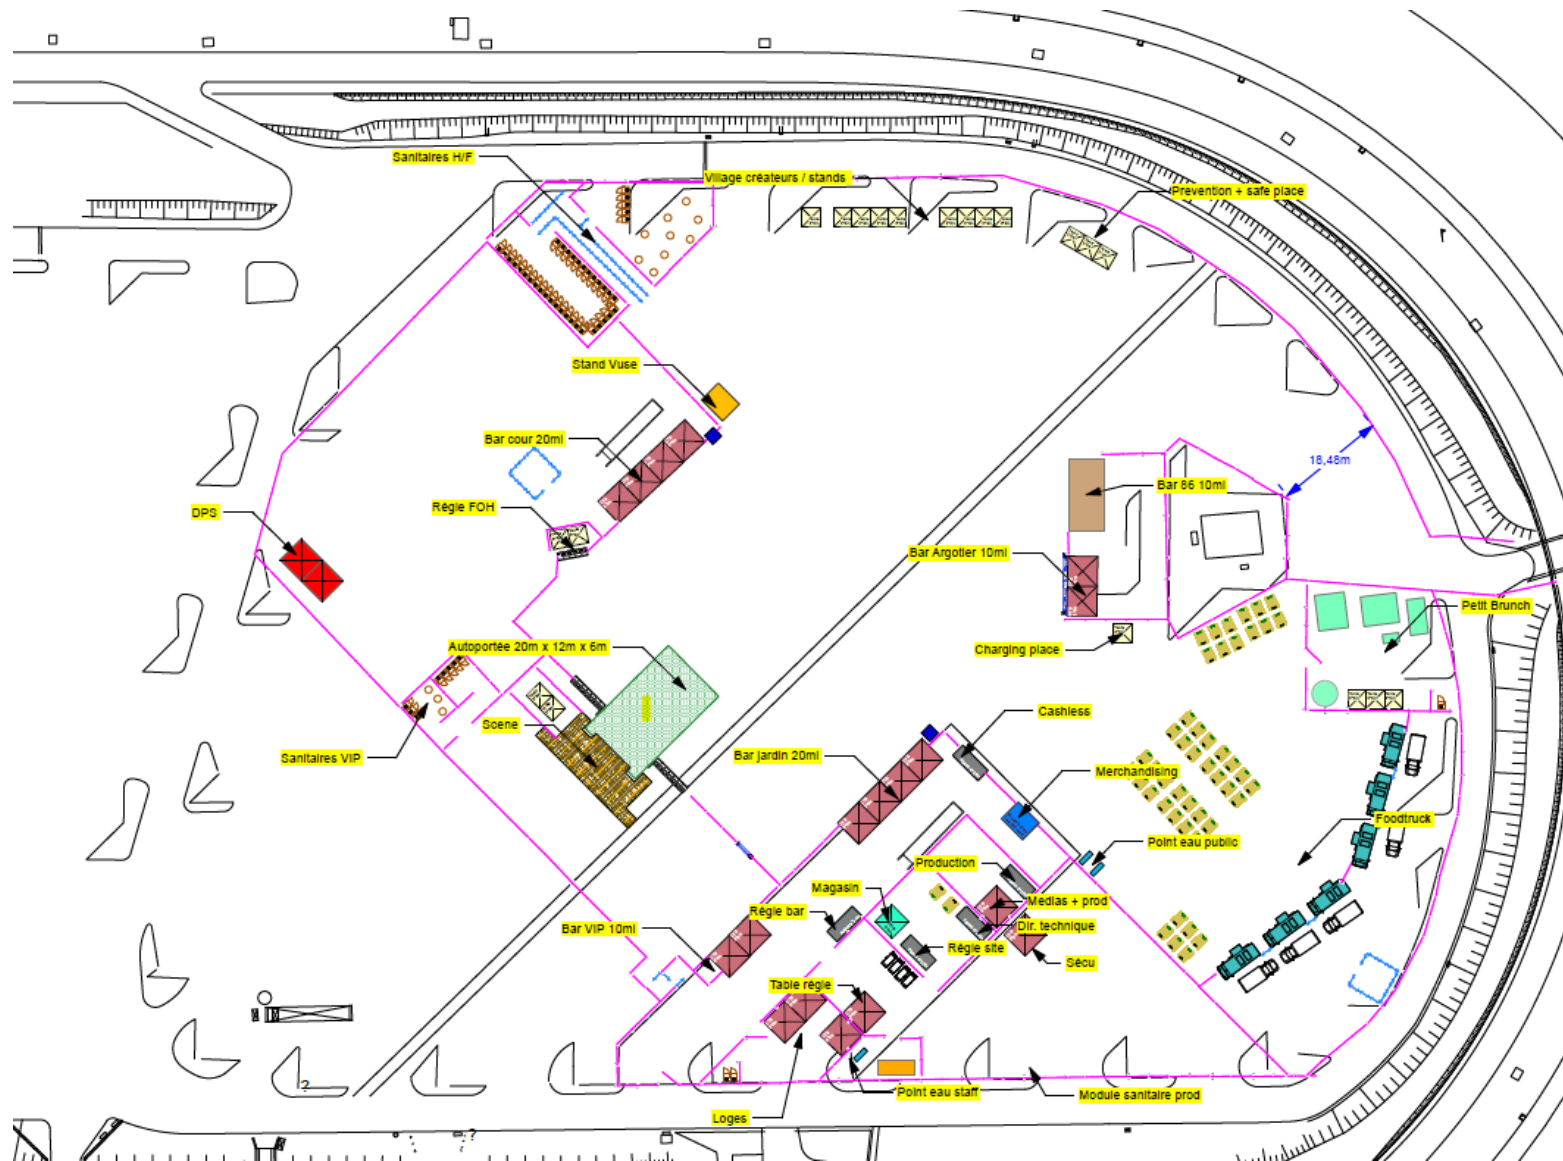 Sanitaires H/F
Village créateurs / stands
Prevention + safe place
Stand Vuse
Bar cour 20ml
18,48m
Bar 86 10ml
Régie FOH
DPS
Bar Argotier 10ml
Petit Brunch
Autoportée 20m x 12m x 6m
Charging place
Cashless
Scene
Sanitaires VIP
Bar jardin 20ml
Merchandising
Foodtruck
Point eau public
Production
Magasin
Médias + prod
Régie bar
Dir. technique
Bar VIP 10ml
Régie site
Sécu
Table régie
?
Point eau staff
Module sanitaire prod
Loges
?